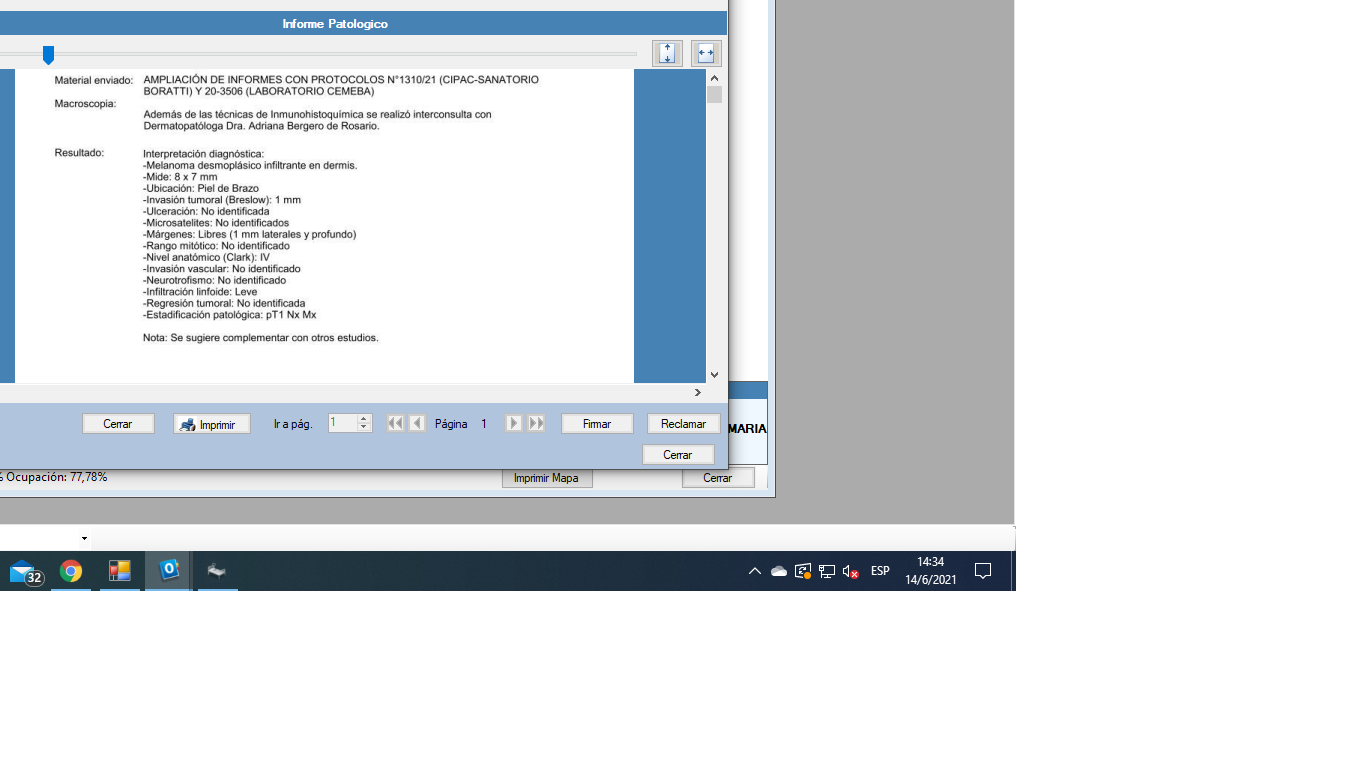 Informe Patologico
Material enviado: AMPLIACIÓN DE INFORMES CON PROTOCOLOS N°1310/21 (CIPAC-SANATORIO
BORATTI) Y 20-3506 (LABORATORIO CEMEBA)
Macroscopia:
Además de las técnicas de Inmunohistoquímica se realizó interconsulta con
Dermatopatóloga Dra. Adriana Bergero de Rosario.
Resultado: Interpretación diagnóstica:
-Melanoma desmoplásico infiltrante en dermis.
-Mide: 8 x 7 mm
-Ubicación: Piel de Brazo
-Invasión tumoral (Breslow): 1 mm
-Ulceración: No identificada
-Microsatelites: No identificados
-Márgenes: Libres (1 mm laterales y profundo)
-Rango mitótico: No identificado
-Nivel anatómico (Clark): IV
-Invasión vascular: No identificado
-Neurotrofismo: No identificado
-Infiltración linfoide: Leve
-Regresión tumoral: No identificada
-Estadificación patológica: pT1 Nx Mx
Nota: Se sugiere complementar con otros estudios.
Cerrar Imprimir Ir a pág. 1 Página 1 Firmar Reclamar
MARIA
Cerrar
% Ocupación: 77,78% Imprimir Mapa Cerrar
32 O ESP 14:34
14/6/2021